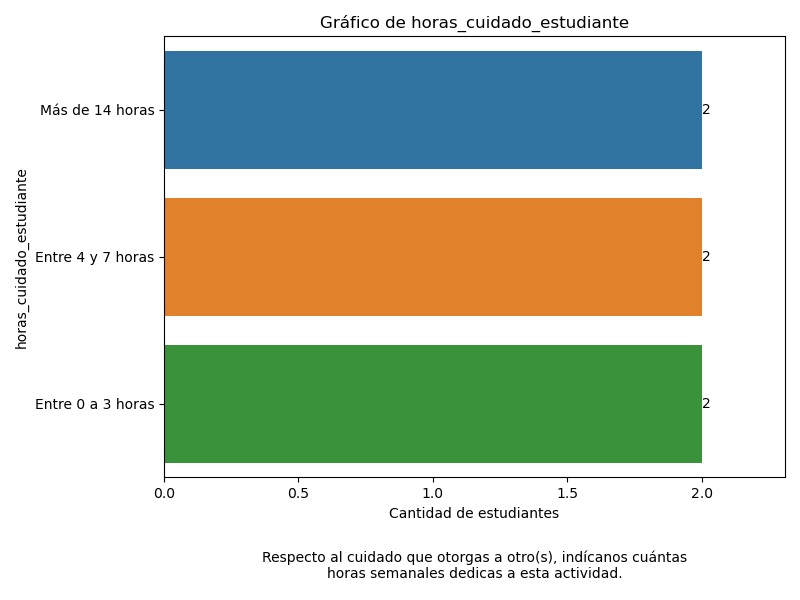 Gráfico de horas_cuidado_estudiante
horas_cuidado_estudiante
Más de 14 horas
2
Entre 4 y 7 horas
2
Entre 0 a 3 horas
2
0.0
0.5
1.0
1.5
2.0
Cantidad de estudiantes
Respecto al cuidado que otorgas a otro(s), indícanos cuántas
horas semanales dedicas a esta actividad.